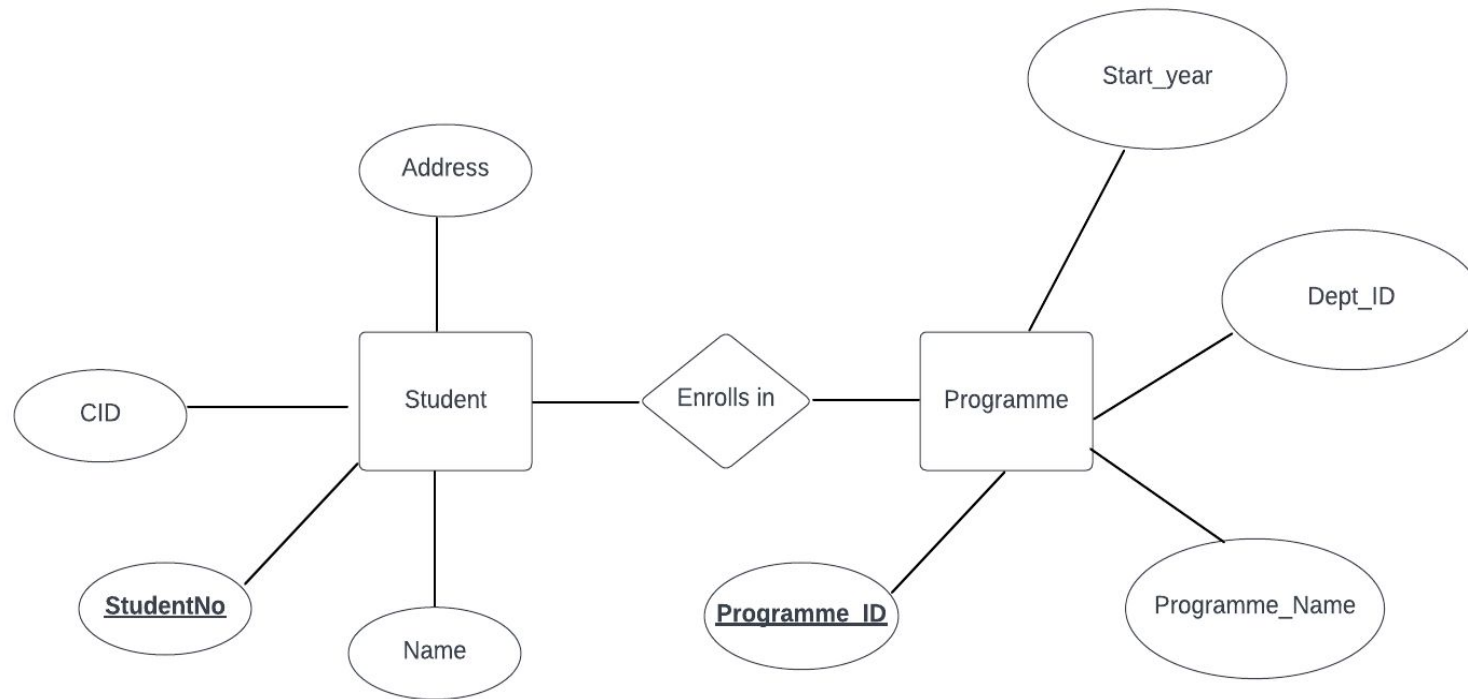 Start_year
Address
Dept_ID
CID
Student
Enrolls in
Programme
StudentNo
Name
Programme_ID
Programme_Name